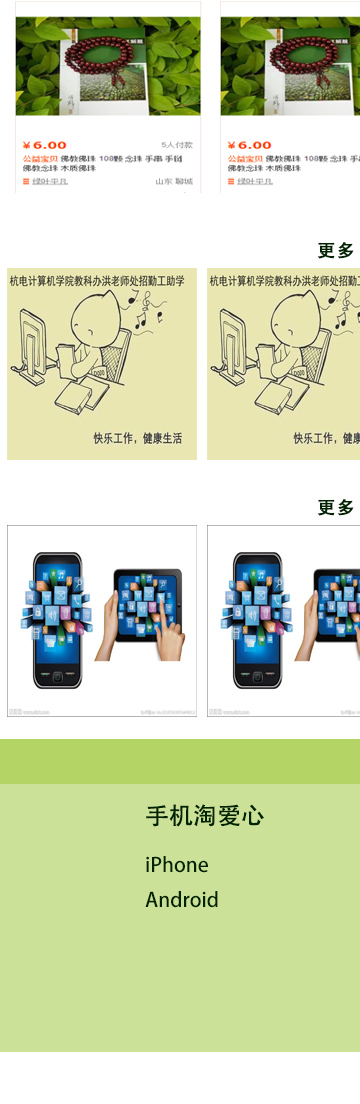 ¥6.00 5人付款
公益宝贝 佛教佛珠 108颗 念珠 手串 手链
佛教念珠 木质佛珠
绿叶平凡 山东 聊城
¥6.00
公益宝贝 佛教佛珠 108颗 念珠 手
佛教念珠 木质佛珠
绿叶平凡
更多
杭电计算机学院教科办洪老师处招勤工助学
快乐工作，健康生活
杭电计算机学院教科办洪老师处招
快乐工作，健
更多
手机淘爱心
iPhone
Android